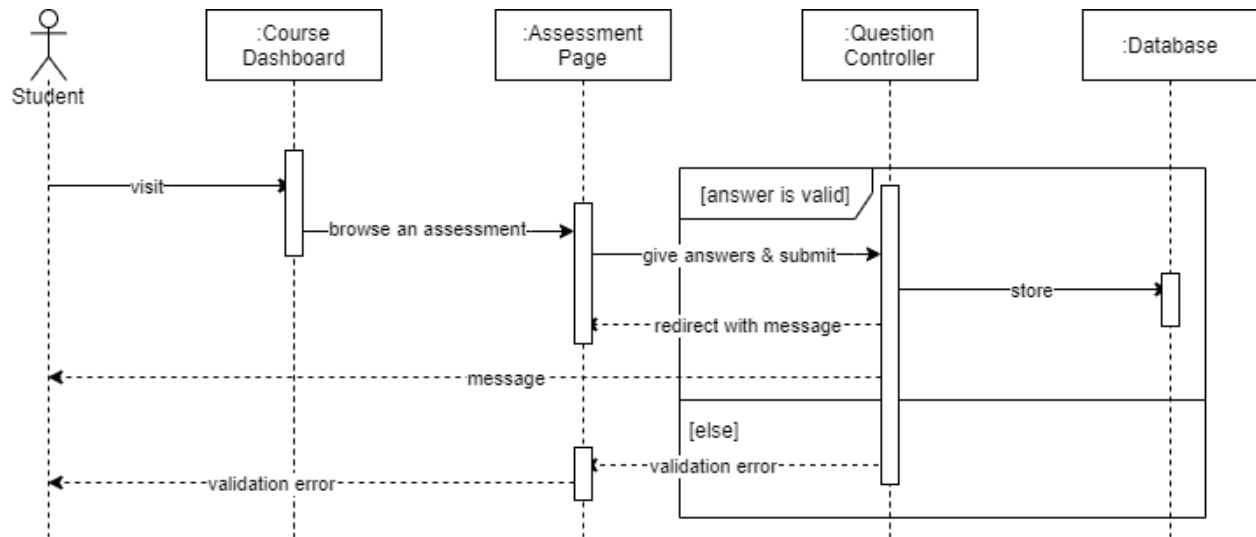 Student
:Course
Dashboard
:Assessment
Page
:Question
Controller
:Database
visit
[answer is valid]
browse an assessment
give answers & submit
store
redirect with message
message
[else]
validation error
validation error